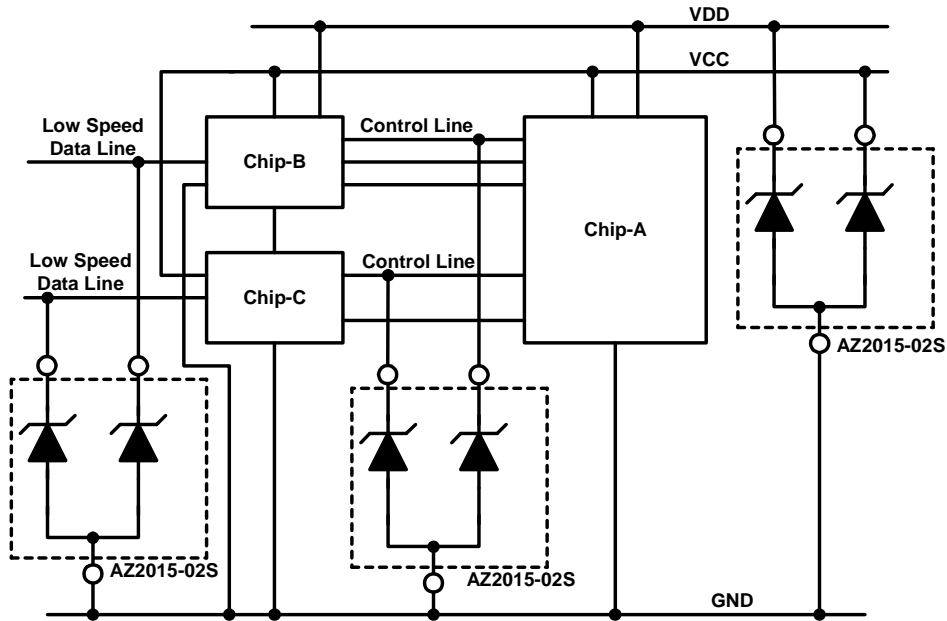 VDD
VCC
Low Speed
Data Line
Control Line
Chip-B
Chip-A
Low Speed
Data Line
Control Line
Chip-C
AZ2015-02S
AZ2015-02S
AZ2015-02S
GND